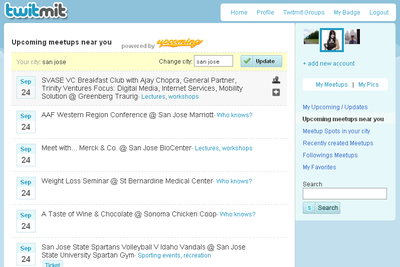 twitmit
Home Profile Twitmit Groups My Badge Logout
Upcoming meetups near you powered by upcoming
Your city: san jose Change city: san jose Update
Sep
24
SVASE VC Breakfast Club with Ajay Chopra, General Partner,
Trinity Ventures Focus: Digital Media, Internet Services, Mobility
Solution @ Greenberg Traurig - Lectures, workshops
Sep
24
AAF Western Region Conference @ San Jose Marriott - Who knows?
Sep
24
Meet with... Merck & Co. @ San Jose BioCenter - Lectures, workshops
Sep
24
Weight Loss Seminar @ St Bernardine Medical Center - Who knows?
Sep
24
A Taste of Wine & Chocolate @ Sonoma Chicken Coop - Who knows?
Sep
24
San Jose State Spartans Volleyball V Idaho Vandals @ San Jose
State University Spartan Gym - Sporting events, recreation
Ticket
+ add new account
My Meetups | My Pics
My Upcoming / Updates
Upcoming meetups near you
Meetup Spots in your city
Recently created Meetups
Followings Meetups
My Favorites
Search
s Search